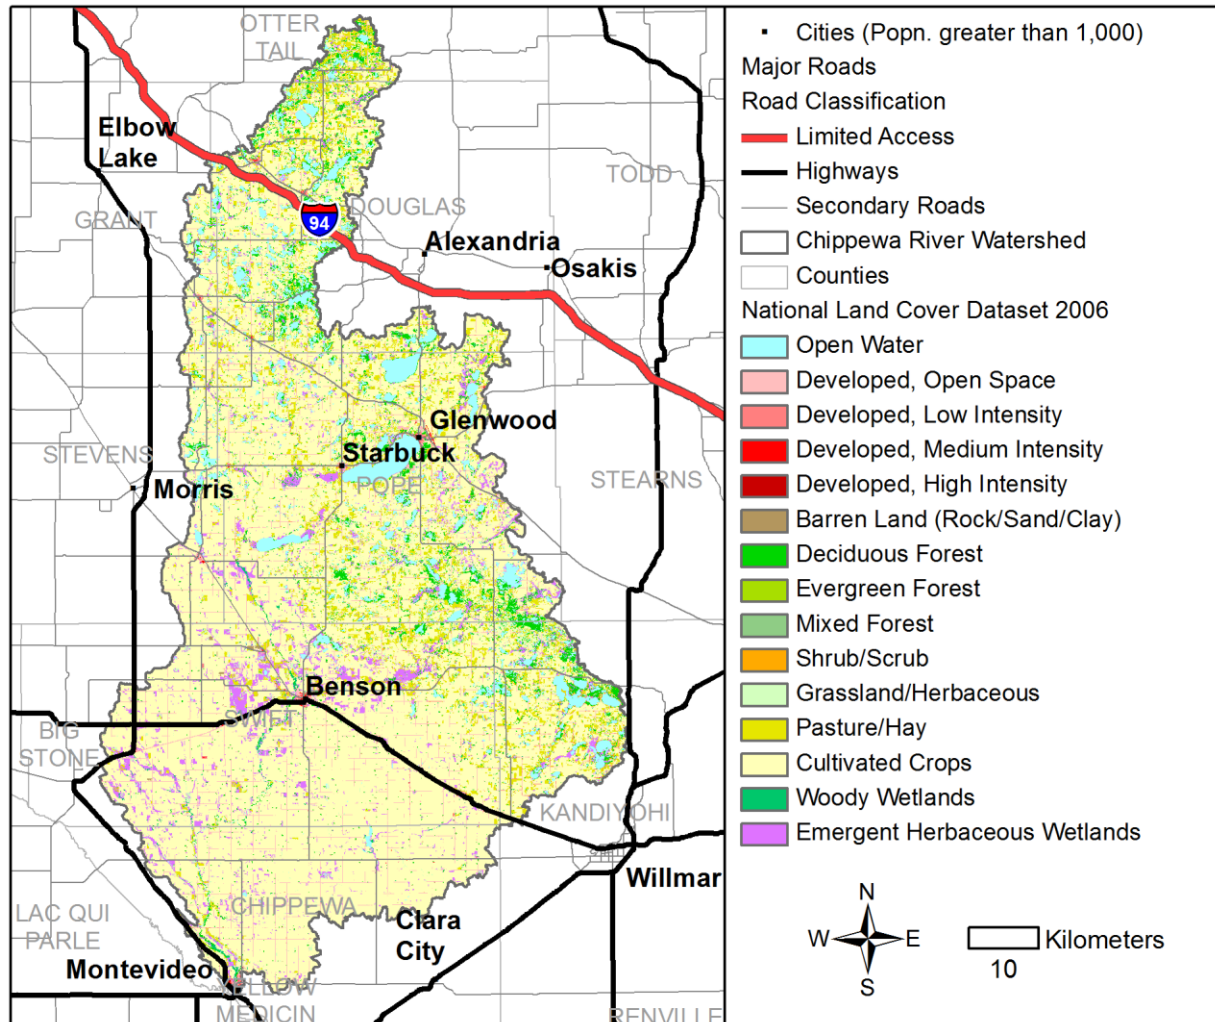 OTTER
TAIL
Elbow
Lake
TODD
GRANT
DOUGLAS
94
Alexandria
Osakis
Glenwood
Starbuck
STEVENS
POPE
STEARNS
Morris
Benson
SWIFT
BIG
STONE
KANDIYOHI
Willmar
CHIPPEWA
LAC QUI
PARLE
Clara
City
Montevideo
YELLOW
MEDICIN
RENVILLE
Cities (Popn. greater than 1,000)
Major Roads
Road Classification
Limited Access
Highways
Secondary Roads
Chippewa River Watershed
Counties
National Land Cover Dataset 2006
Open Water
Developed, Open Space
Developed, Low Intensity
Developed, Medium Intensity
Developed, High Intensity
Barren Land (Rock/Sand/Clay)
Deciduous Forest
Evergreen Forest
Mixed Forest
Shrub/Scrub
Grassland/Herbaceous
Pasture/Hay
Cultivated Crops
Woody Wetlands
Emergent Herbaceous Wetlands
N
W E
S
Kilometers
10